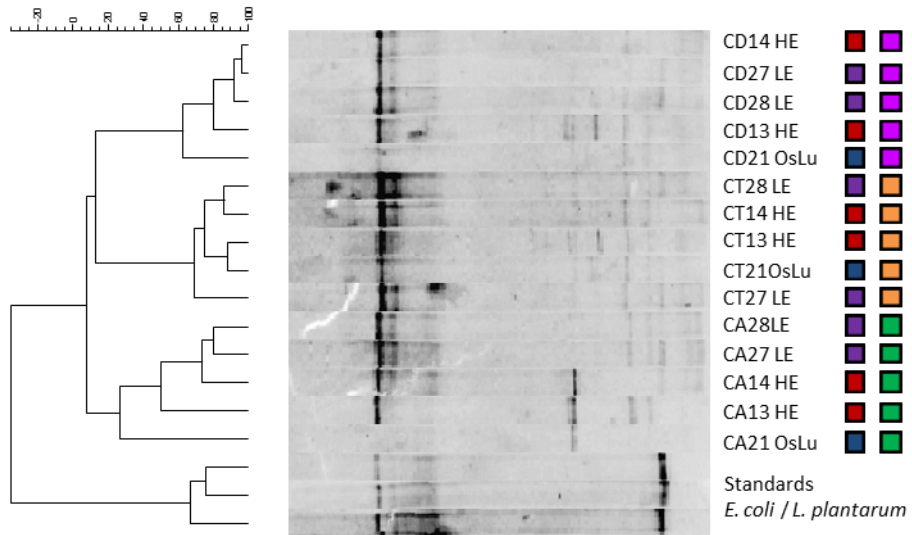 -20 0 20 40 60 80 100
CD14 HE
CD27 LE
CD28 LE
CD13 HE
CD21 OsLu
CT28 LE
CT14 HE
CT13 HE
CT21OsLu
CT27 LE
CA28LE
CA27 LE
CA14 HE
CA13 HE
CA21 OsLu
Standards
E. coli / L. plantarum